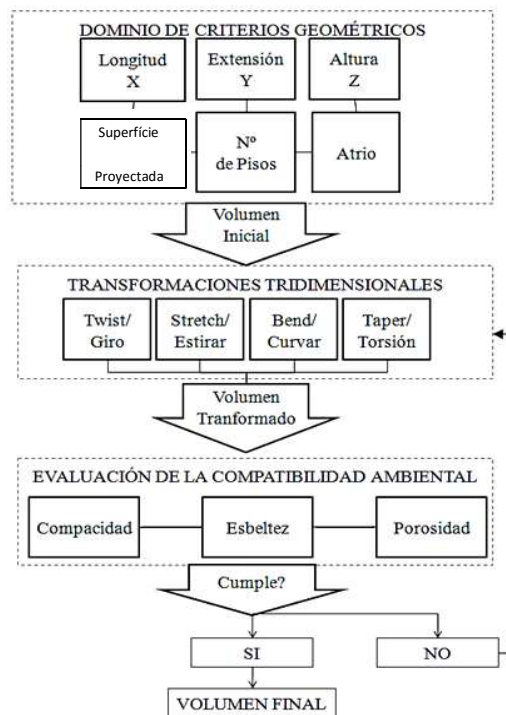 DOMINIO DE CRITERIOS GEOMÉTRICOS
Longitud
X
Extensión
Y
Altura
Z
Superfície
Proyectada
Nº
de Pisos
Atrio
Volumen
Inicial
TRANSFORMACIONES TRIDIMENSIONALES
Twist/
Giro
Stretch/
Estirar
Bend/
Curvar
Taper/
Torsión
Volumen
Tranformado
EVALUACIÓN DE LA COMPATIBILIDAD AMBIENTAL
Compacidad
Esbeltez
Porosidad
Cumple?
SI
NO
VOLUMEN FINAL